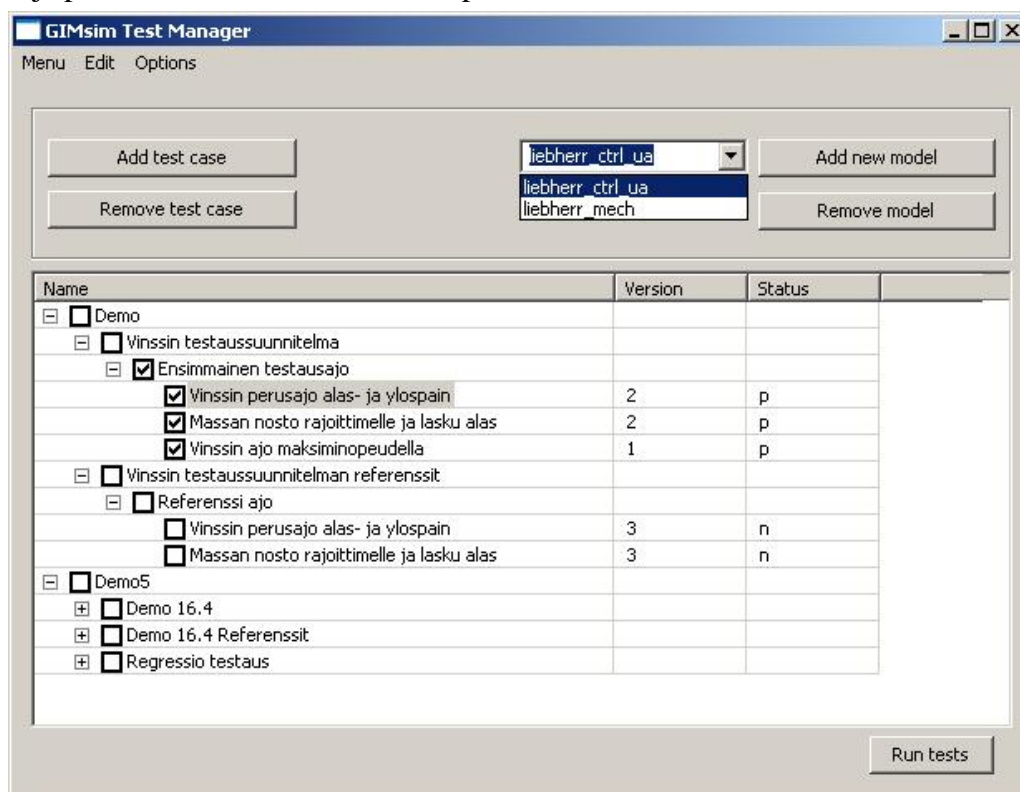 GIMsim Test Manager
Menu Edit Options
Add test case
liebherr_ctrl_ua
Add new model
liebherr_ctrl_ua
liebherr_mech
Remove test case
Remove model
Name Version Status
Demo
Vinssin testaussuunnitelma
Ensimmainen testausajo
Vinssin perusajo alas- ja ylospain 2 p
Massan nosto rajoittimelle ja lasku alas 2 p
Vinssin ajo maksiminopeudella 1 p
Vinssin testaussuunnitelman referenssit
Referenssi ajo
Vinssin perusajo alas- ja ylospain 3 n
Massan nosto rajoittimelle ja lasku alas 3 n
Demo5
Demo 16.4
Demo 16.4 Referenssit
Regressio testaus
Run tests